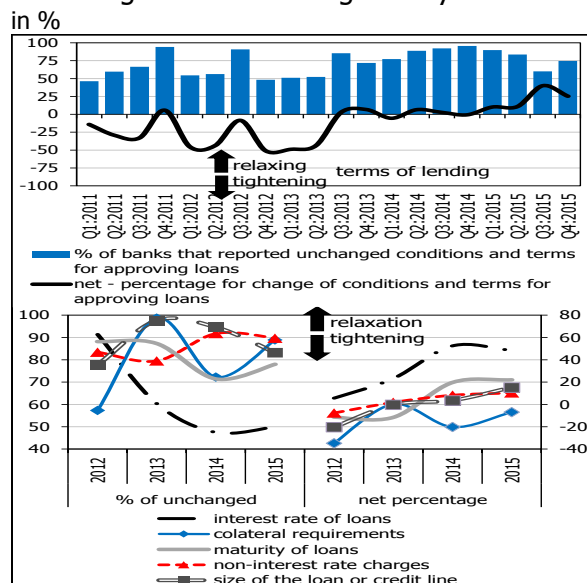 in %
100
75
50
25
0
-25
-50
-75
-100
relaxing
tightening
terms of lending
Q1:2011
Q2:2011
Q3:2011
Q4:2011
Q1:2012
Q2:2012
Q3:2012
Q4:2012
Q1:2013
Q2:2013
Q3:2013
Q4:2013
Q1:2014
Q2:2014
Q3:2014
Q4:2014
Q1:2015
Q2:2015
Q3:2015
Q4:2015
% of banks that reported unchanged conditions and terms
for approving loans
net - percentage for change of conditions and terms for
approving loans
100
90
80
70
60
50
40
relaxation
tightening
80
60
40
20
0
-20
-40
2012
2013
2014
2015
2012
2013
2014
2015
% of unchanged
net percentage
interest rate of loans
colateral requirements
maturity of loans
non-interest rate charges
size of the loan or credit line